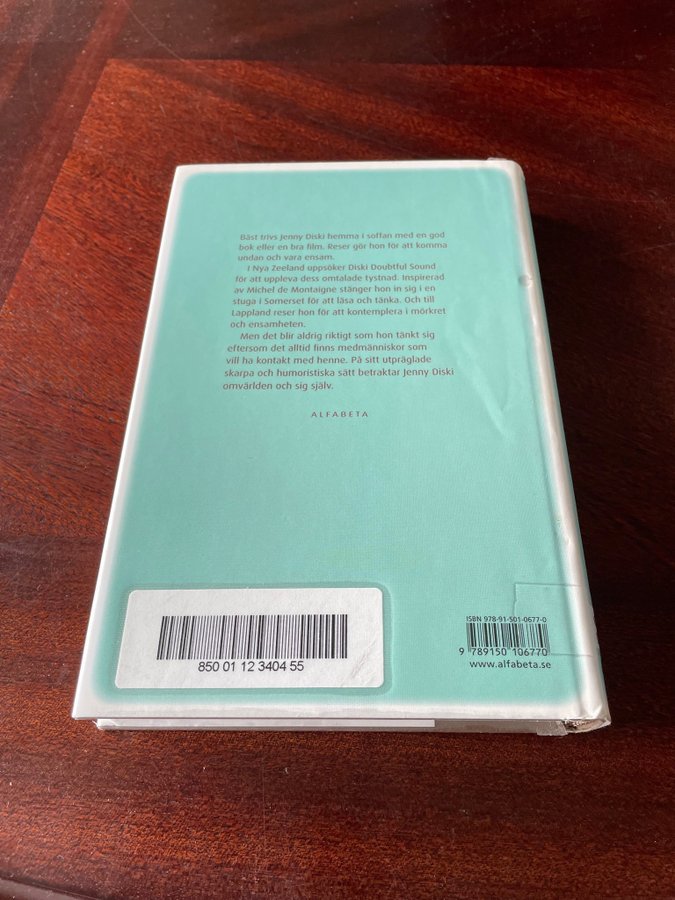 Bäst trivs Jenny Diski hemma i soffan med en god
bok eller en bra film. Reser gör hon för att komma
undan och vara ensam.
I Nya Zeeland uppsöker Diski Doubtful Sound
för att uppleva dess omtalade tystnad. Inspirerad
av Michel de Montaigne stänger hon in sig i en
stuga i Somerset för att läsa och tänka. Och till
Lappland reser hon för att kontemplera i mörkret
och ensamheten.
Men det blir aldrig riktigt som hon tänkt sig
eftersom det alltid finns medmänniskor som
vill ha kontakt med henne. På sitt utpräglade
skarpa och humoristiska sätt betraktar Jenny Diski
omvärlden och sig själv.
ALFABETA
850 01 12 3404 55
ISBN 978-91-501-0677-0
9 789150 106770
www.alfabeta.se